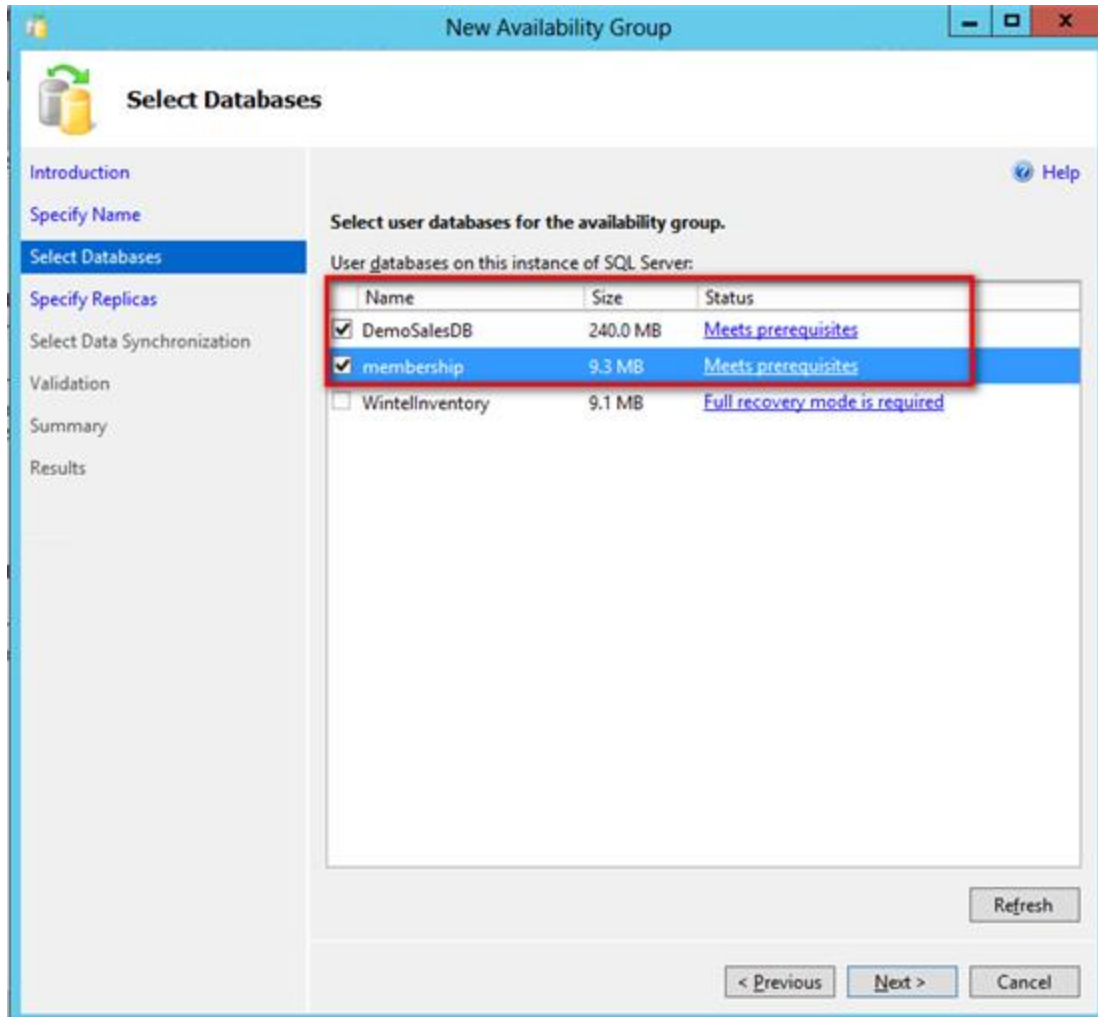 New Availability Group
Select Databases
Introduction
Help
Specify Name
Select user databases for the availability group.
Select Databases
User databases on this instance of SQL Server:
Name Size Status
Specify Replicas
DemoSalesDB 240.0 MB Meets prerequisites
Select Data Synchronization
membership 9.3 MB Meets prerequisites
Validation
WintelInventory 9.1 MB Full recovery mode is required
Summary
Results
Refresh
< Previous Next > Cancel